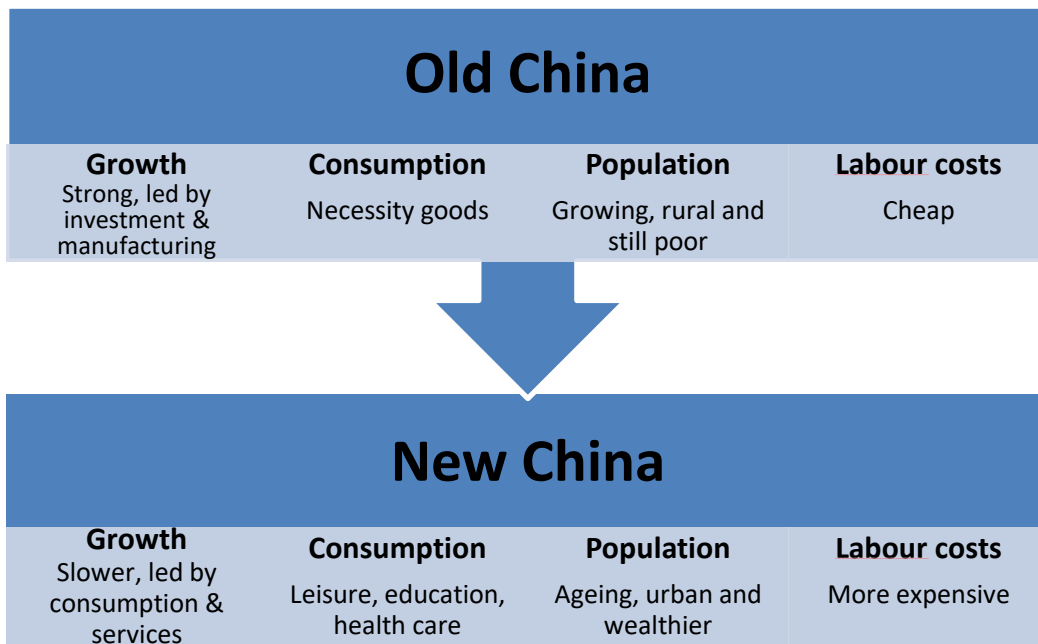 Old China
Growth
Strong, led by
investment &
manufacturing
Consumption
Necessity goods
Population
Growing, rural and
still poor
Labour costs
Cheap
New China
Growth
Slower, led by
consumption &
services
Consumption
Leisure, education,
health care
Population
Ageing, urban and
wealthier
Labour costs
More expensive